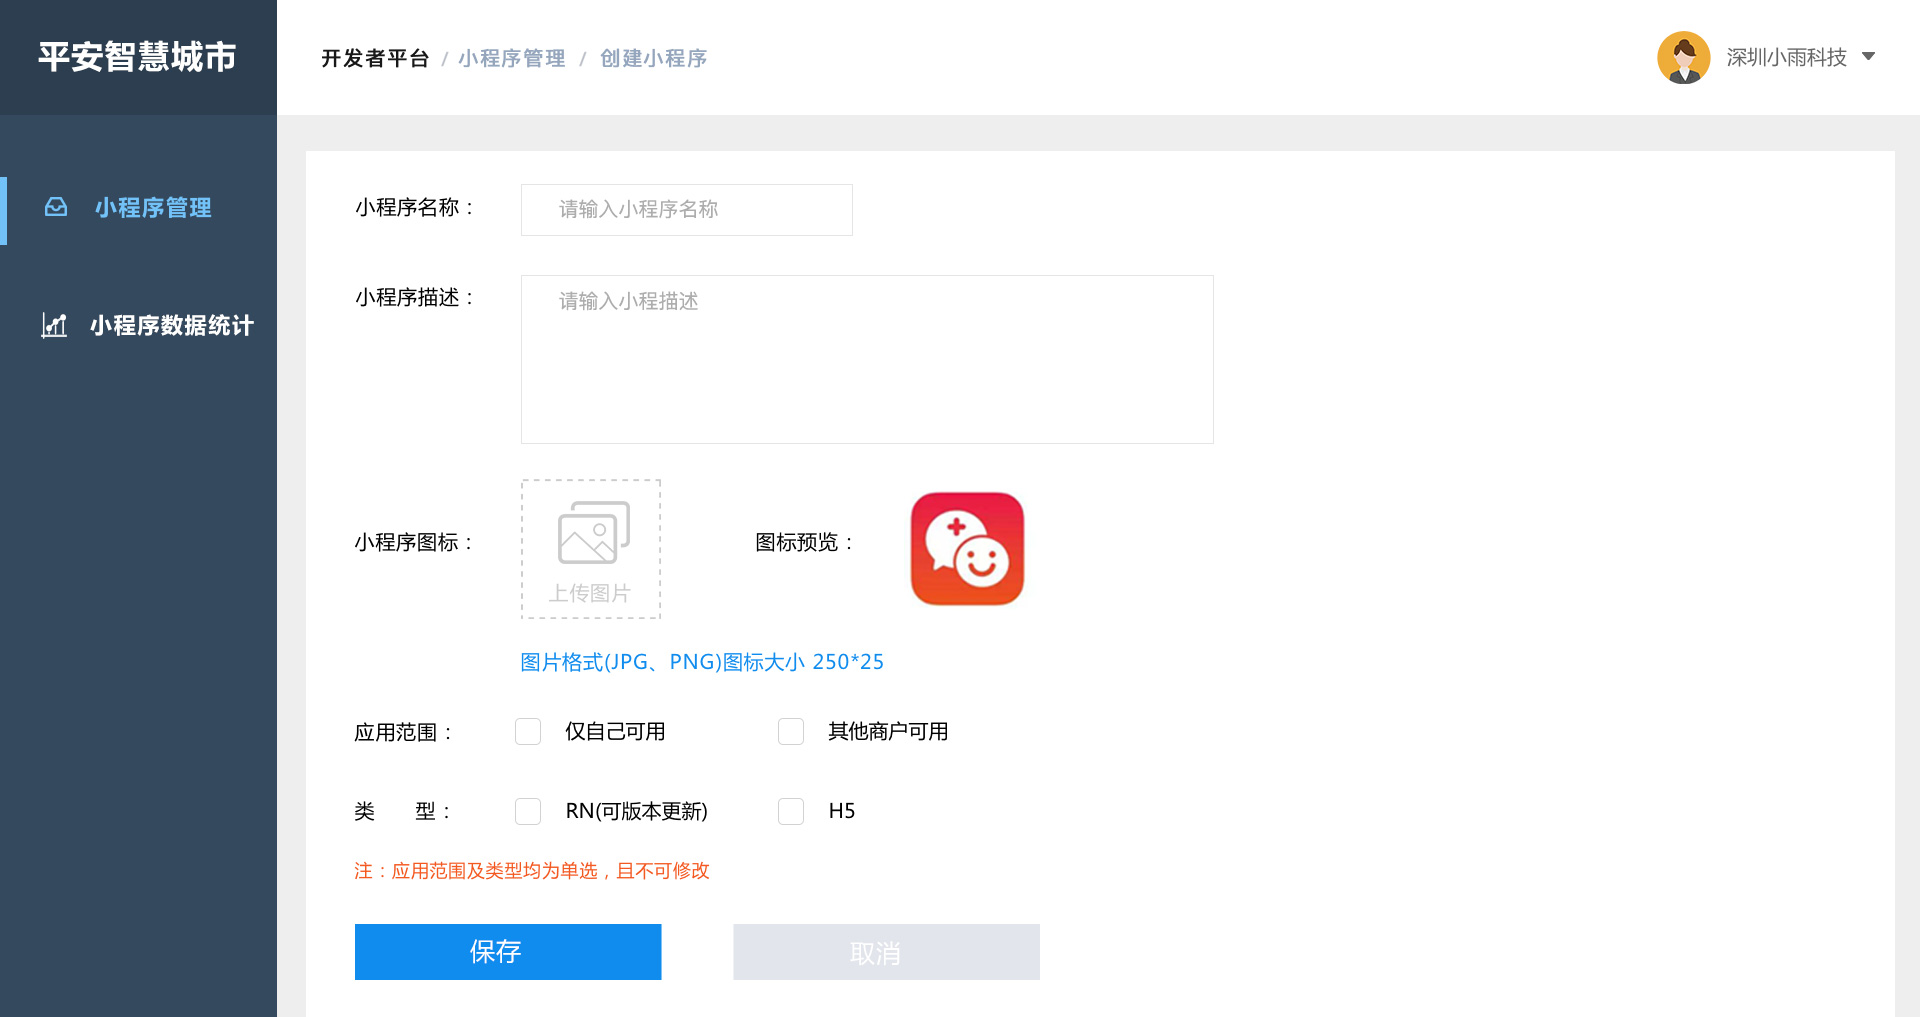 平安智慧城市
开发者平台 / 小程序管理 / 创建小程序
深圳小雨科技
小程序管理
小程序数据统计
小程序名称：
请输入小程序名称
小程序描述：
请输入小程描述
小程序图标：
上传图片
图标预览：
图片格式(JPG、PNG)图标大小 250*25
应用范围：
仅自己可用
其他商户可用
类 型：
RN(可版本更新)
H5
注：应用范围及类型均为单选，且不可修改
保存
取消